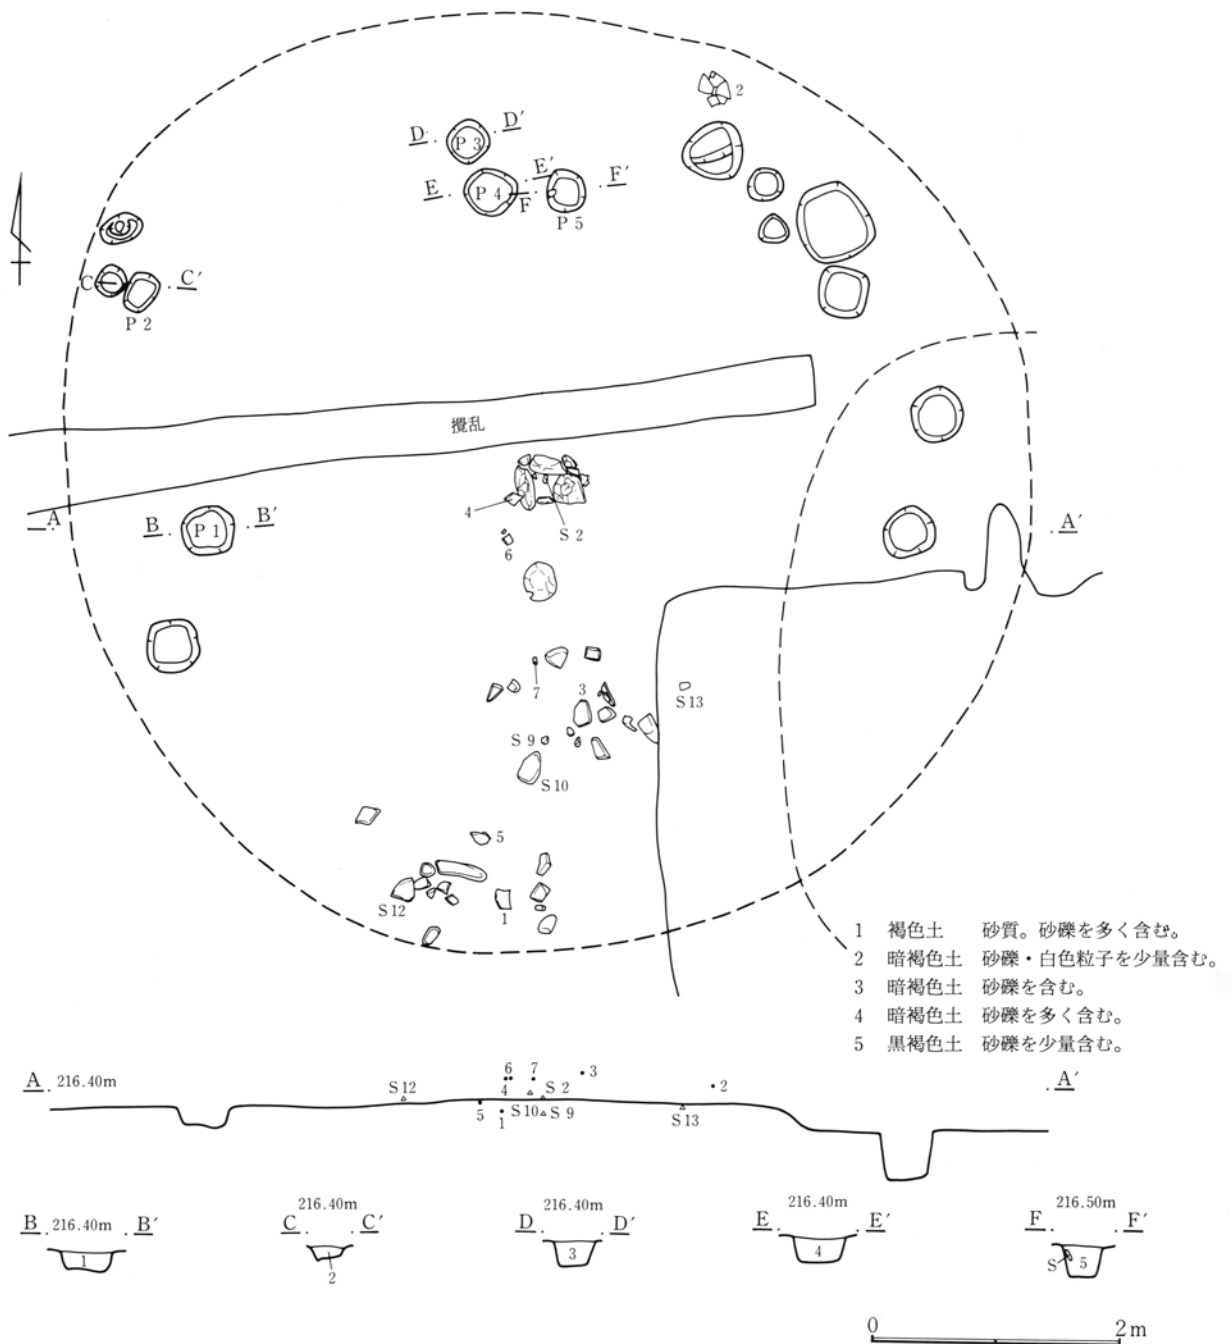 2
D D′
P 3
E E′
P 4
F F′
P 5
C C′
P 2
攪乱
A
B B′
P 1
4
S 2
6
A′
7
3
S 13
S 9
S 10
5
S 12
1
1 褐色土 砂質。砂礫を多く含む。
2 暗褐色土 砂礫・白色粒子を少量含む。
3 暗褐色土 砂礫を含む。
4 暗褐色土 砂礫を多く含む。
5 黒褐色土 砂礫を少量含む。
A 216.40m A′
S 12
6
4
7
S 2
3
2
5
1
S 10
S 9
S 13
B 216.40m B′
1
C 216.40m C′
2
D 216.40m D′
3
E 216.40m E′
4
F 216.50m F′
S
5
0 2 m